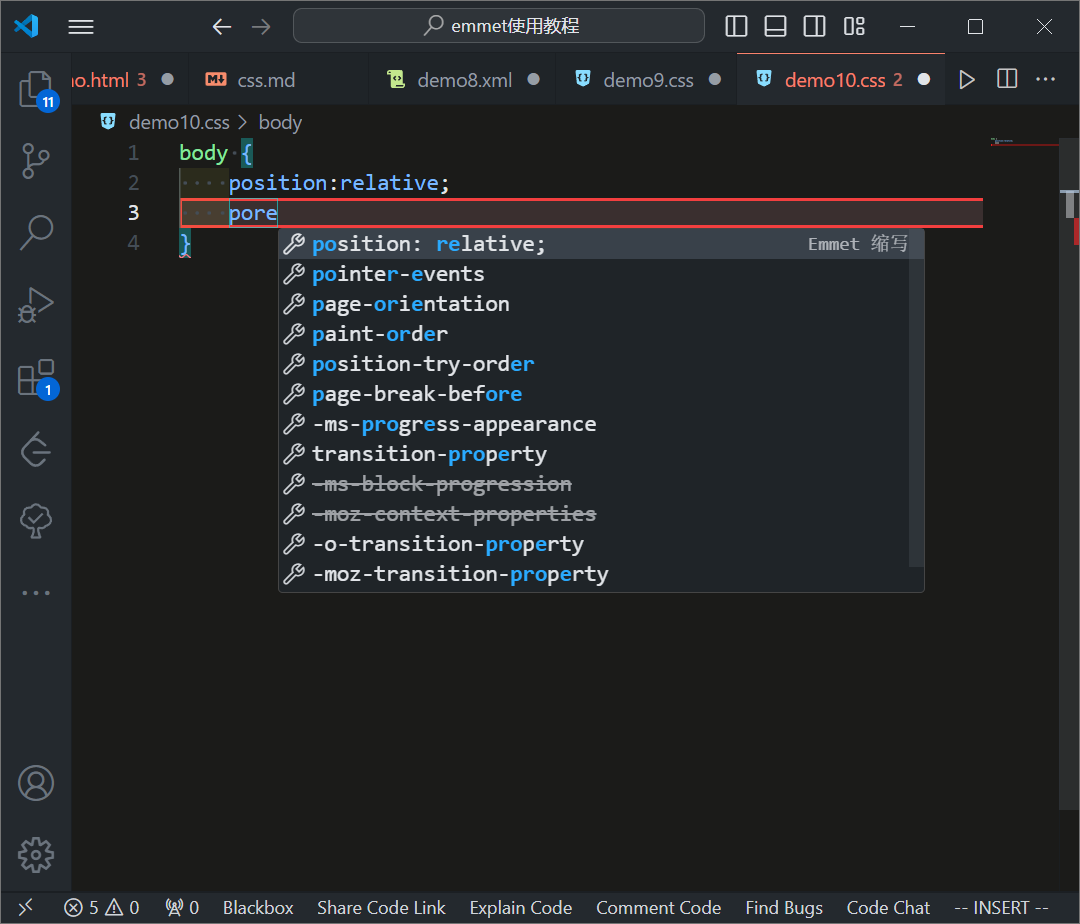 emmet使用教程
no.html 3
css.md
demo8.xml
demo9.css
demo10.css 2
11
demo10.css > body
1 body {
2 position:relative;
3 pore
4 }
position: relative; Emmet 缩写
pointer-events
page-orientation
paint-order
position-try-order
page-break-before
-ms-progress-appearance
transition-property
-ms-block-progression
-moz-context-properties
-o-transition-property
-moz-transition-property
1
5 0 0 Blackbox Share Code Link Explain Code Comment Code Find Bugs Code Chat -- INSERT --